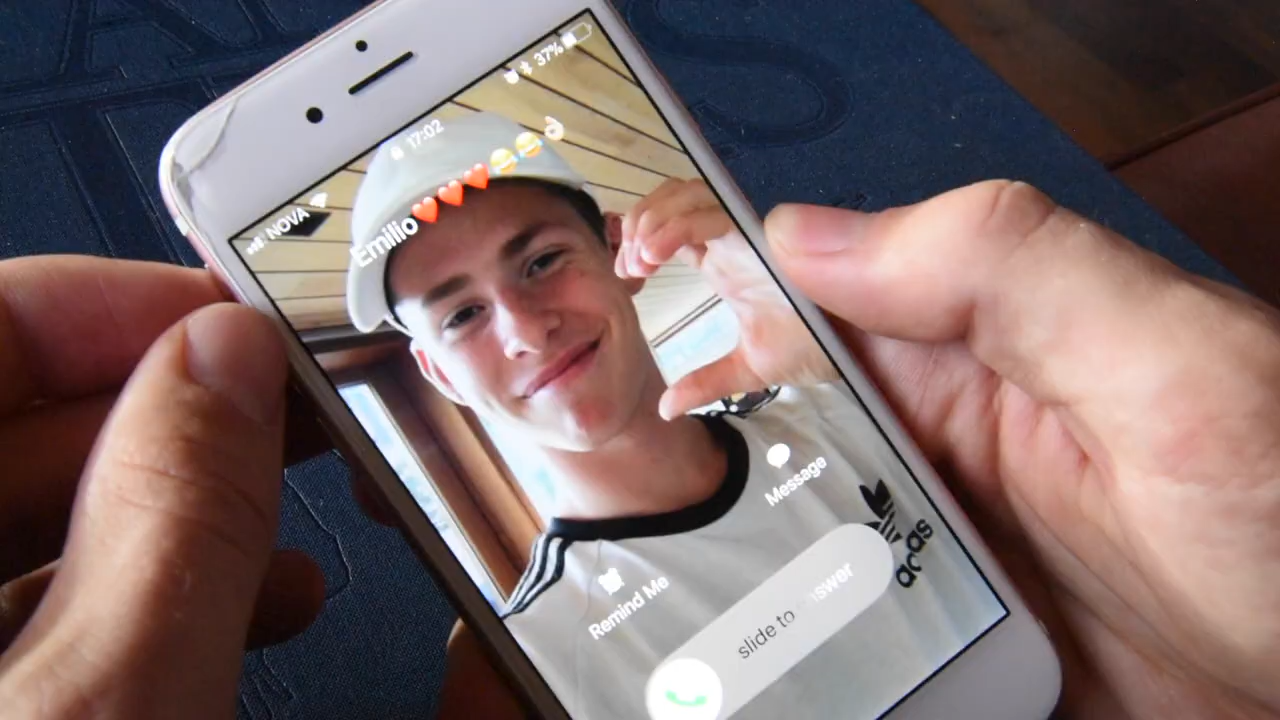 NOVA 17:02 37%
Emilio❤️❤️❤️😂😂👌
Message
Remind Me
adidas
slide to answer